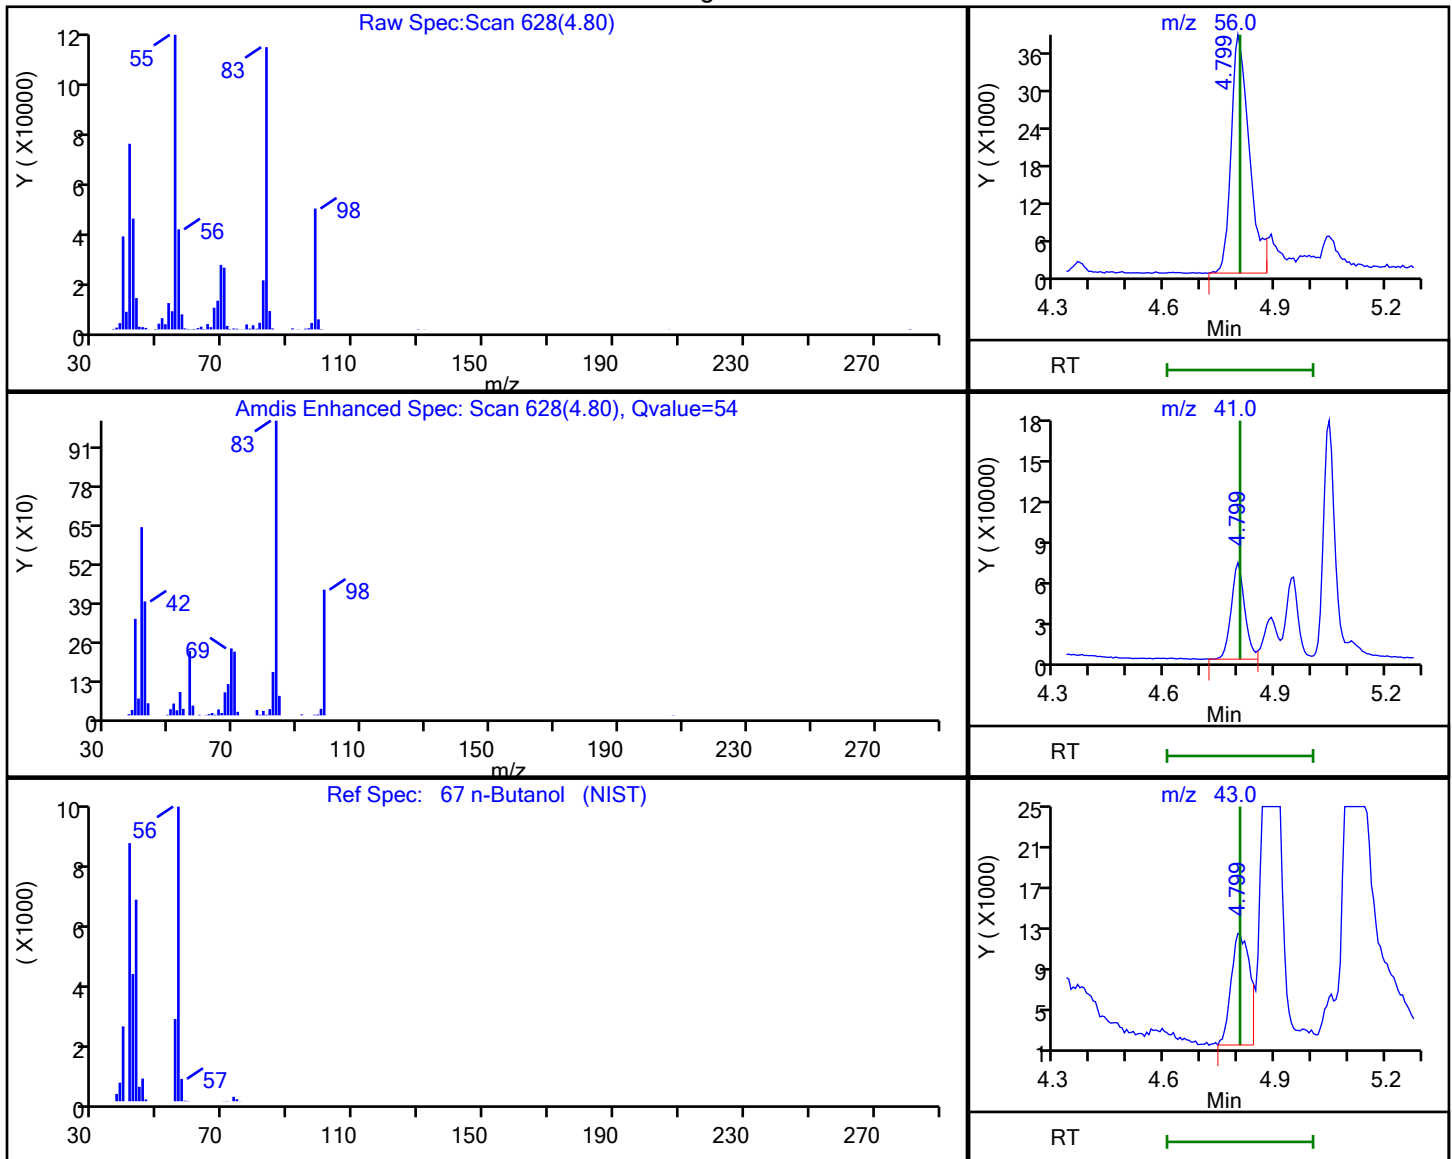 Raw Spec:Scan 628(4.80)
Y ( X10000)
12
10
8
6
4
2
0
55
83
56
98
30 70 110 150 190 230 270
m/z
m/z 56.0
Y ( X1000)
36
30
24
18
12
6
0
4.799
4.3 4.6 4.9 5.2
Min
RT
Amdis Enhanced Spec: Scan 628(4.80), Qvalue=54
Y ( X10)
91
78
65
52
39
26
13
0
83
42
69
98
30 70 110 150 190 230 270
m/z
m/z 41.0
Y ( X10000)
18
15
12
9
6
3
0
4.799
4.3 4.6 4.9 5.2
Min
RT
Ref Spec: 67 n-Butanol (NIST)
( X1000)
10
8
6
4
2
0
56
57
30 70 110 150 190 230 270
m/z 43.0
Y ( X1000)
25
21
17
13
9
5
1
4.799
4.3 4.6 4.9 5.2
Min
RT